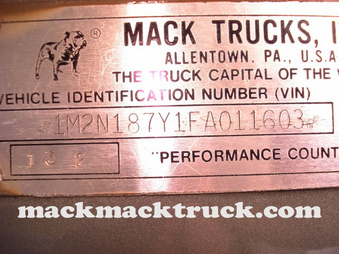 ® MACK TRUCKS, I
ALLENTOWN, PA., U.S.A
THE TRUCK CAPITAL OF THE
VEHICLE IDENTIFICATION NUMBER (VIN)
1M2N187Y1FA011603
"PERFORMANCE COUNT
mackmacktruck.com